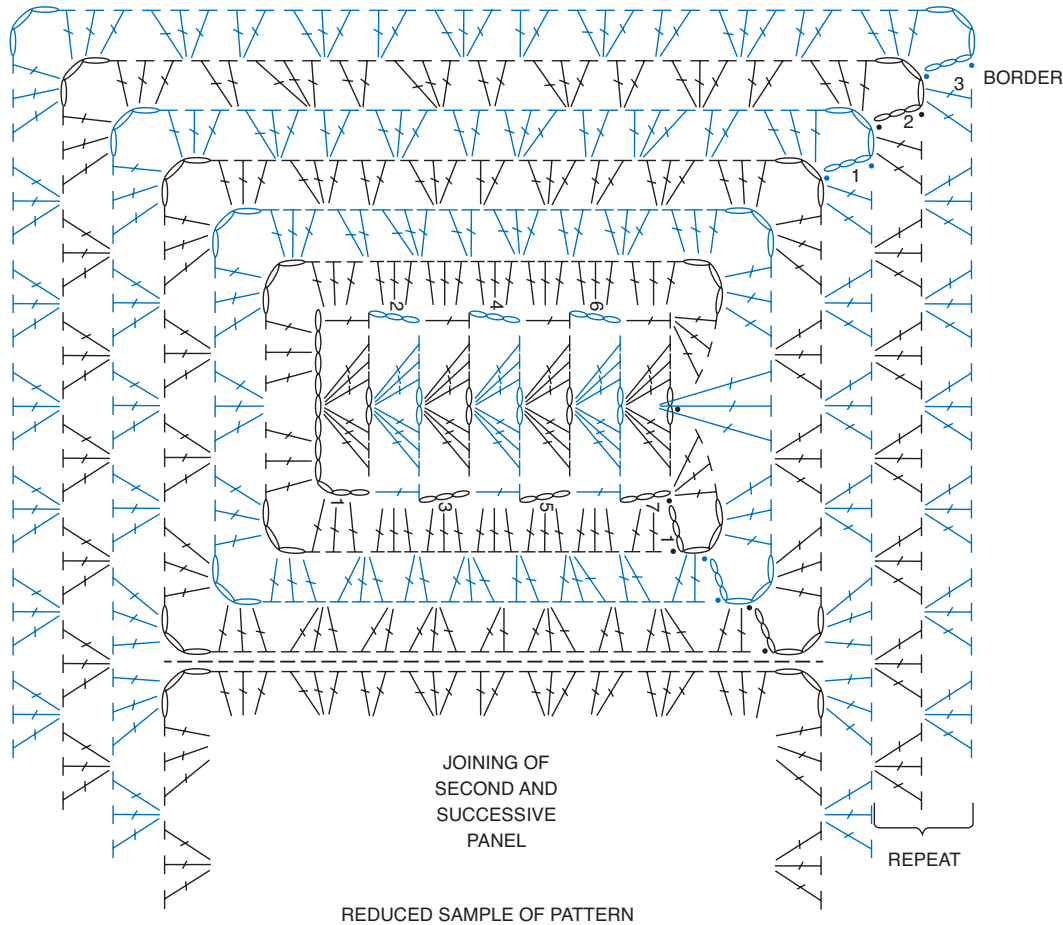 3 BORDER
2
1
2 4 6
1 3 5 7
1
JOINING OF
SECOND AND
SUCCESSIVE
PANEL
REPEAT
REDUCED SAMPLE OF PATTERN